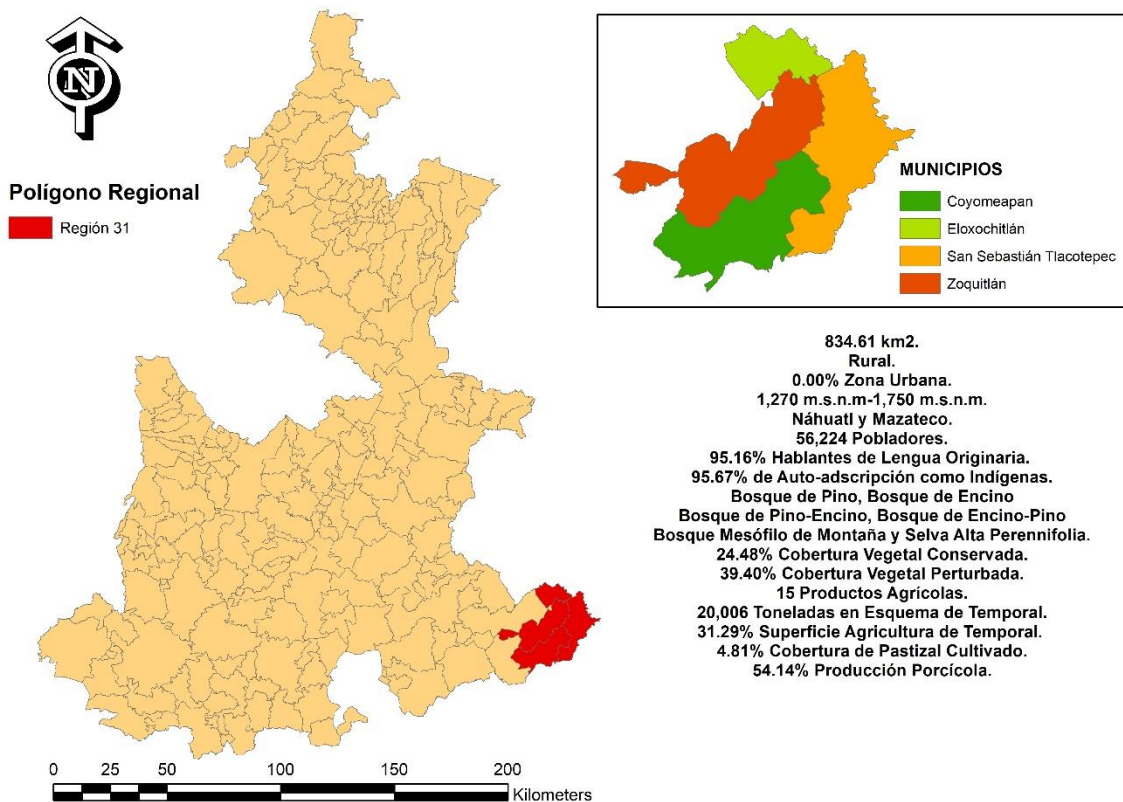 N
Polígono Regional
Región 31
MUNICIPIOS
Coyomeapan
Eloxochitlán
San Sebastián Tlacotepec
Zoquitlán
834.61 km2.
Rural.
0.00% Zona Urbana.
1,270 m.s.n.m-1,750 m.s.n.m.
Náhuatl y Mazateco.
56,224 Pobladores.
95.16% Hablantes de Lengua Originaria.
95.67% de Auto-adscripción como Indígenas.
Bosque de Pino, Bosque de Encino
Bosque de Pino-Encino, Bosque de Encino-Pino
Bosque Mesófilo de Montaña y Selva Alta Perennifolia.
24.48% Cobertura Vegetal Conservada.
39.40% Cobertura Vegetal Perturbada.
15 Productos Agrícolas.
20,006 Toneladas en Esquema de Temporal.
31.29% Superficie Agricultura de Temporal.
4.81% Cobertura de Pastizal Cultivado.
54.14% Producción Porcícola.
0 25 50 100 150 200
Kilometers